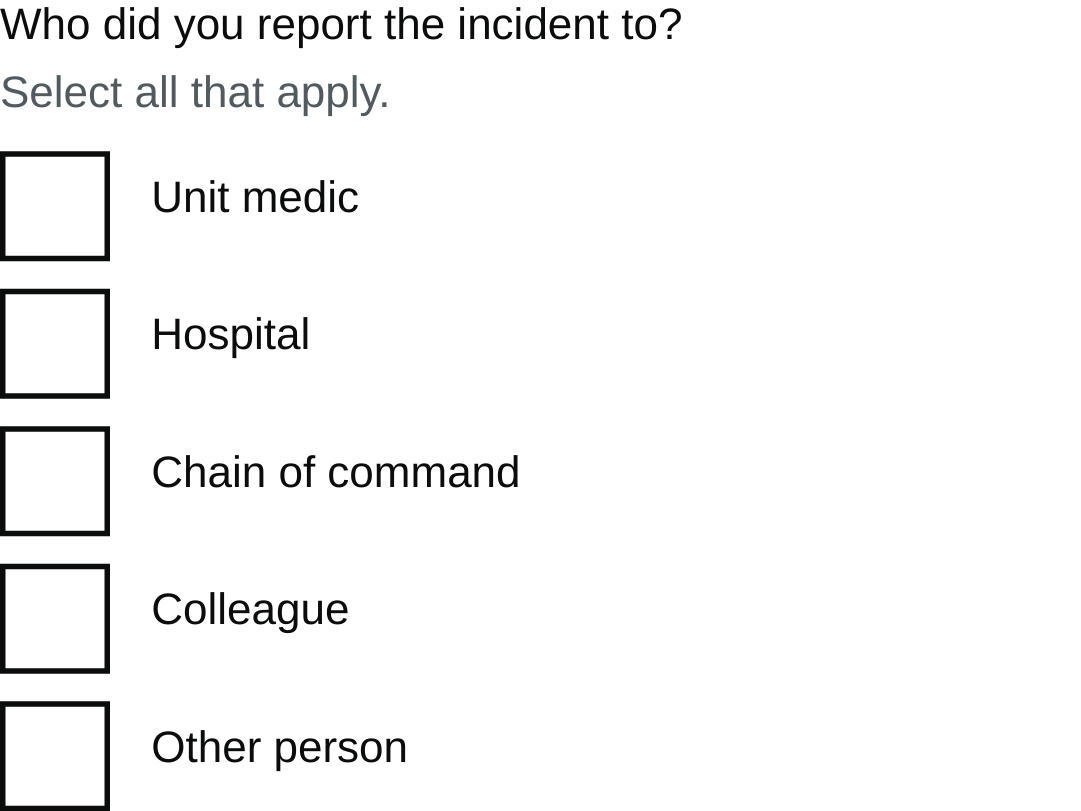 Who did you report the incident to?
Select all that apply.
Unit medic
Hospital
Chain of command
Colleague
Other person